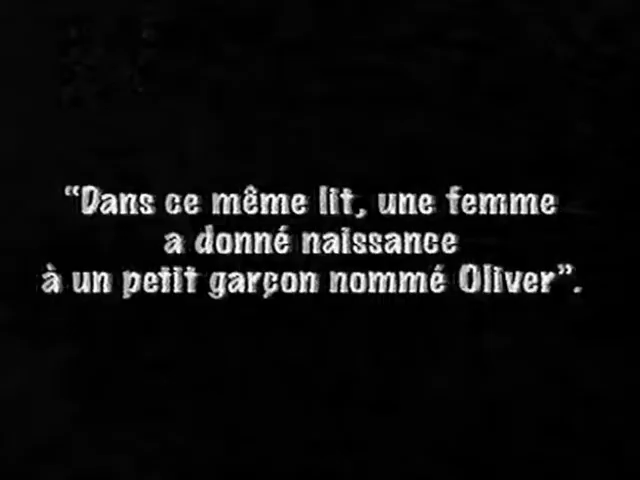 “Dans ce même lit, une femme
a donné naissance
à un petit garçon nommé Oliver”.